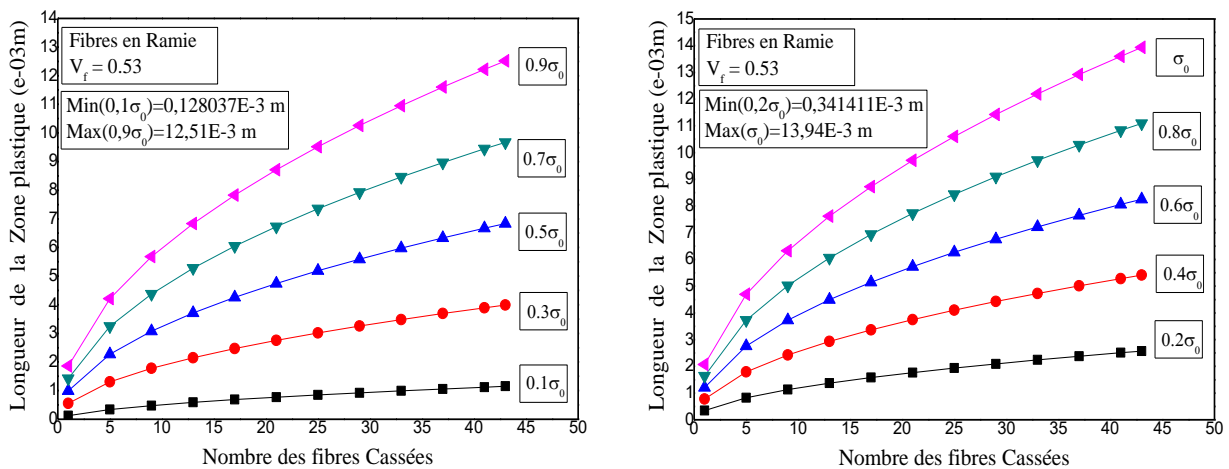 Longueur de la Zone plastique (e-03m)
14
13
12
11
10
9
8
7
6
5
4
3
2
1
0
Fibres en Ramie
V_f = 0.53
Min(0,1σ_0)=0,128037E-3 m
Max(0,9σ_0)=12,51E-3 m
0.9σ_0
0.7σ_0
0.5σ_0
0.3σ_0
0.1σ_0
0 5 10 15 20 25 30 35 40 45 50
Nombre des fibres Cassées
Longueur de la Zone plastique (e-03m)
15
14
13
12
11
10
9
8
7
6
5
4
3
2
1
0
Fibres en Ramie
V_f = 0.53
Min(0,2σ_0)=0,341411E-3 m
Max(σ_0)=13,94E-3 m
σ_0
0.8σ_0
0.6σ_0
0.4σ_0
0.2σ_0
0 5 10 15 20 25 30 35 40 45 50
Nombre des fibres Cassées